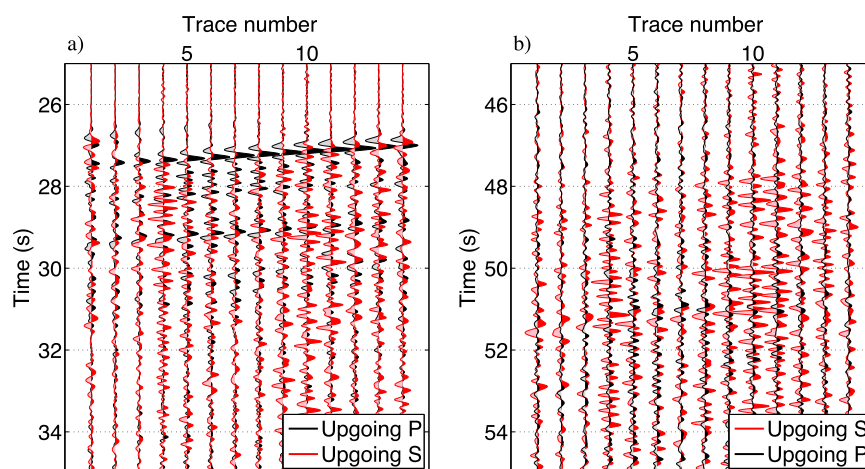 Trace number
a)
5 10
26
28
30
32
34
Time (s)
Upgoing P
Upgoing S
Trace number
b)
5 10
46
48
50
52
54
Time (s)
Upgoing S
Upgoing P